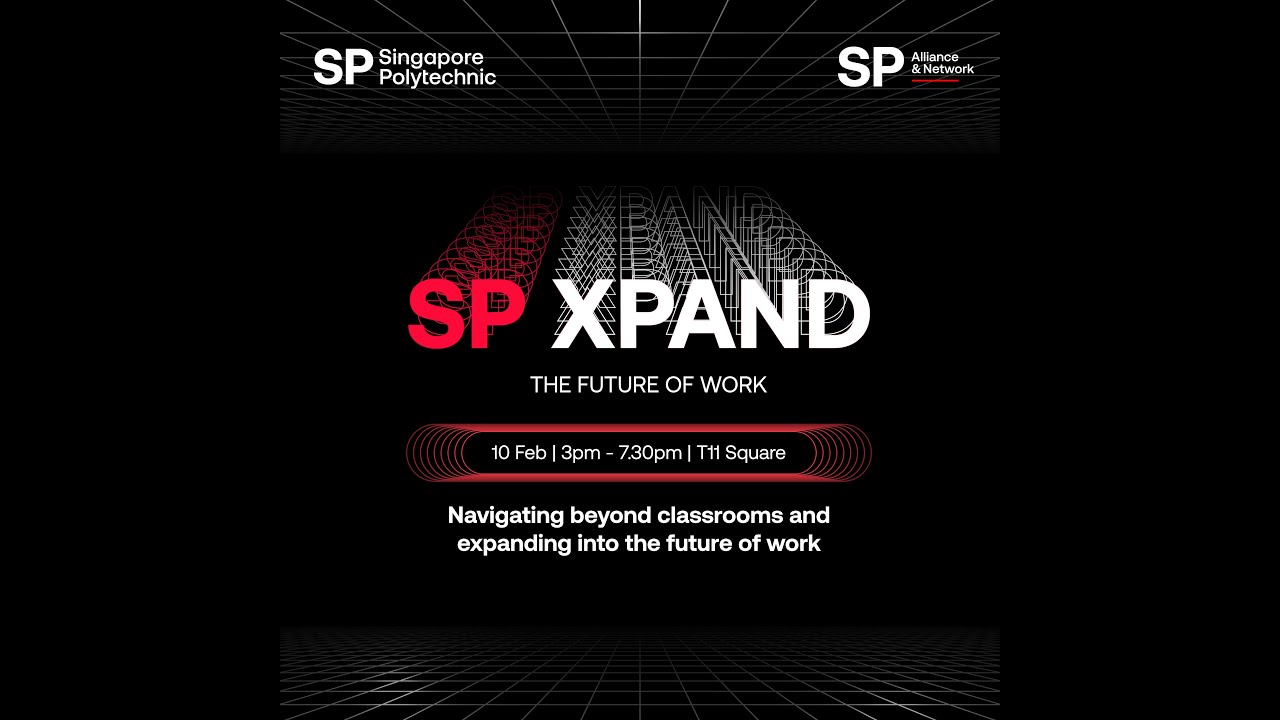 SP Singapore
Polytechnic
SP Alliance
& Network
SP XPAND
THE FUTURE OF WORK
10 Feb | 3pm - 7.30pm | T11 Square
Navigating beyond classrooms and
expanding into the future of work